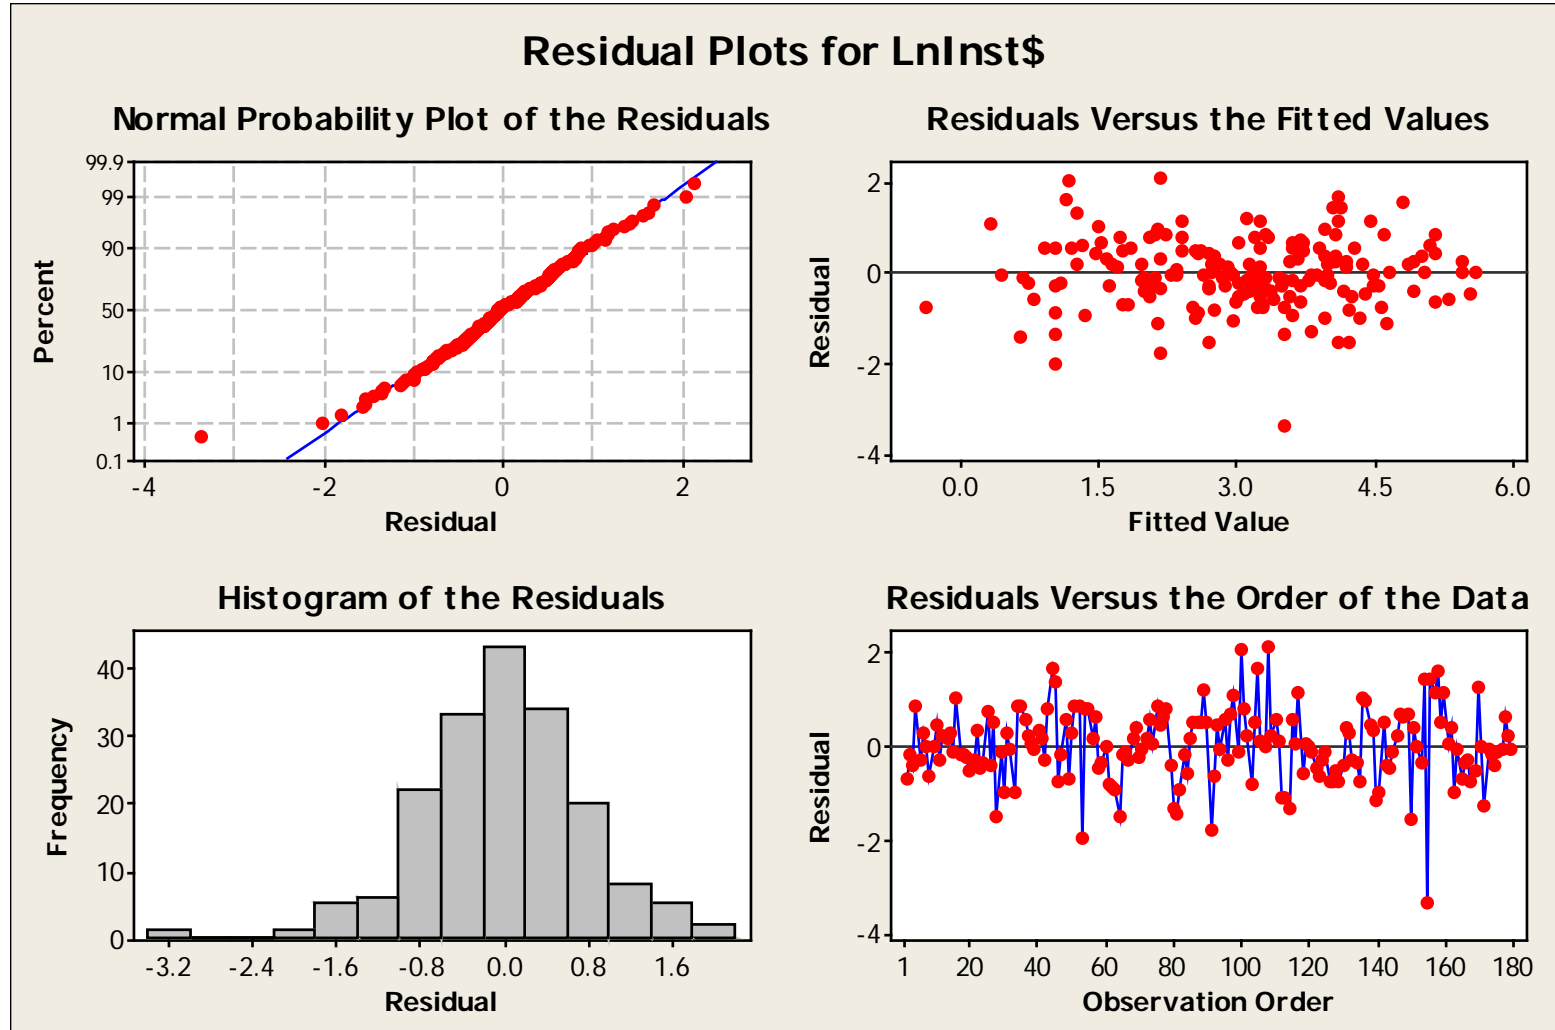 Residual Plots for LnInst$
Normal Probability Plot of the Residuals
99.9
99
90
50
10
1
0.1
Percent
-4 -2 0 2
Residual
Residuals Versus the Fitted Values
2
0
-2
-4
Residual
0.0 1.5 3.0 4.5 6.0
Fitted Value
Histogram of the Residuals
40
30
20
10
0
Frequency
-3.2 -2.4 -1.6 -0.8 0.0 0.8 1.6
Residual
Residuals Versus the Order of the Data
2
0
-2
-4
Residual
1 20 40 60 80 100 120 140 160 180
Observation Order